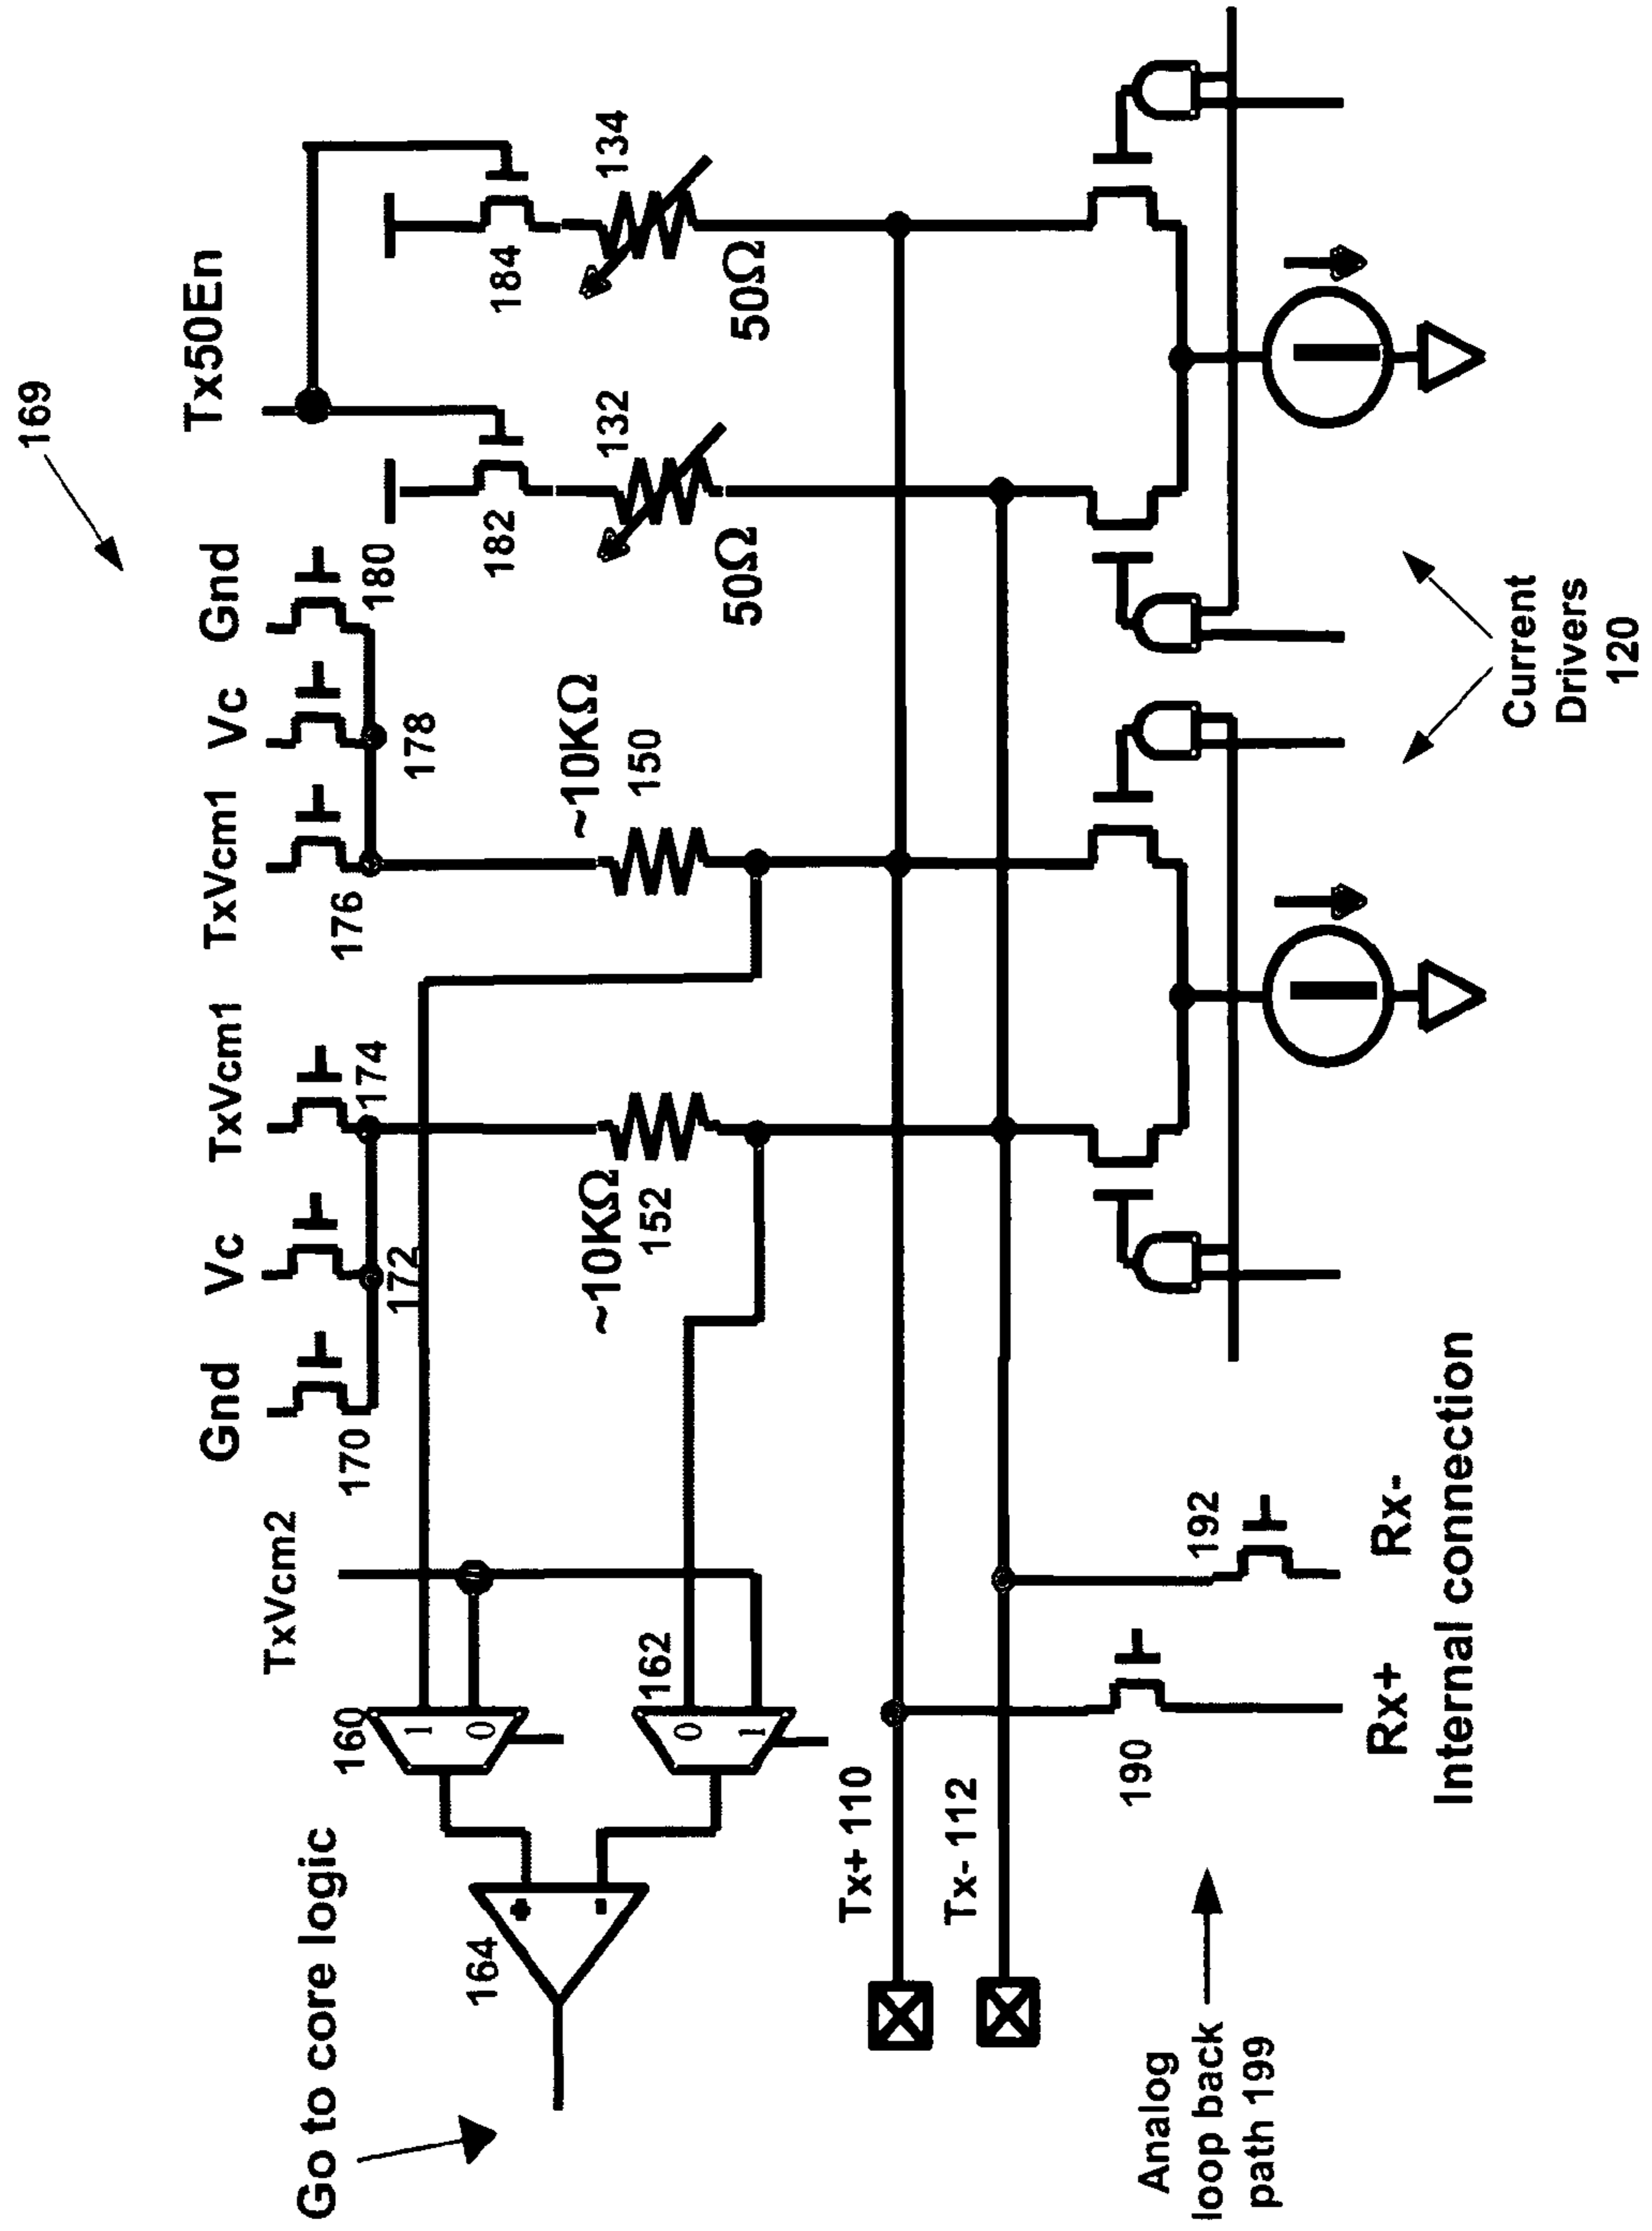 169
Go to core logic
TxVcm2
Gnd
Vc
TxVcm1
TxVcm1
Vc
Gnd
Tx50En
170
172
174
176
178
180
182
184
164
160
1
0
162
0
1
~10KΩ
152
~10KΩ
150
132
50Ω
134
50Ω
+
-
Tx+ 110
Tx- 112
Analog
loop back
path 199
190
192
Rx+
Rx-
Internal connection
I
I
Current
Drivers
120